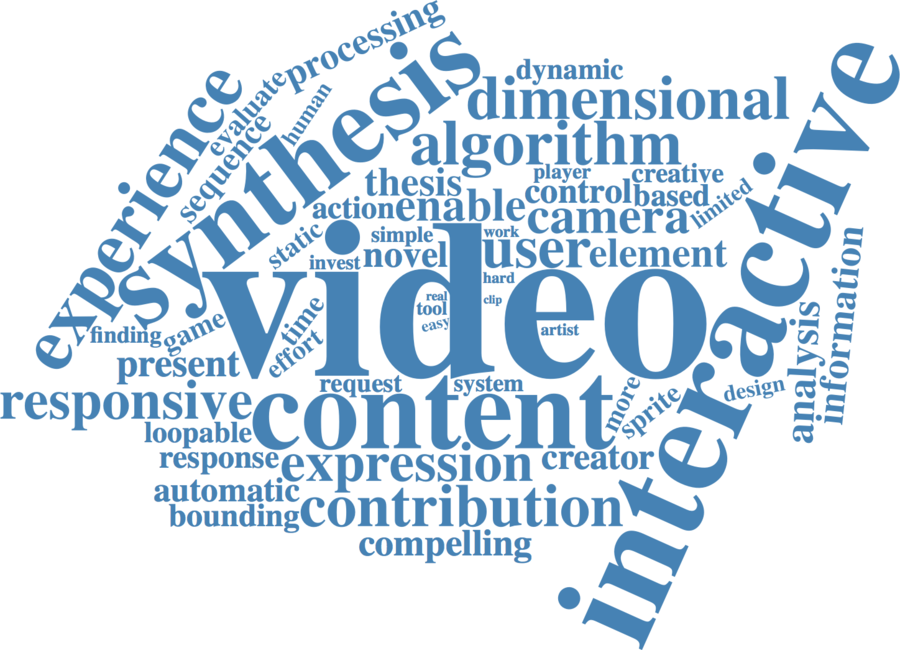 processing
synthesis
experience
evaluate
sequence
human
dynamic
dimensional
algorithm
interactive
thesis
player
creative
control
based
limited
action
enable
camera
static
simple
work
invest
novel
user
element
video
hard
real
clip
tool
easy
artist
finding
game
time
effort
present
request
system
more
sprite
design
analysis
information
responsive
content
loopable
response
expression
creator
automatic
contribution
bounding
compelling